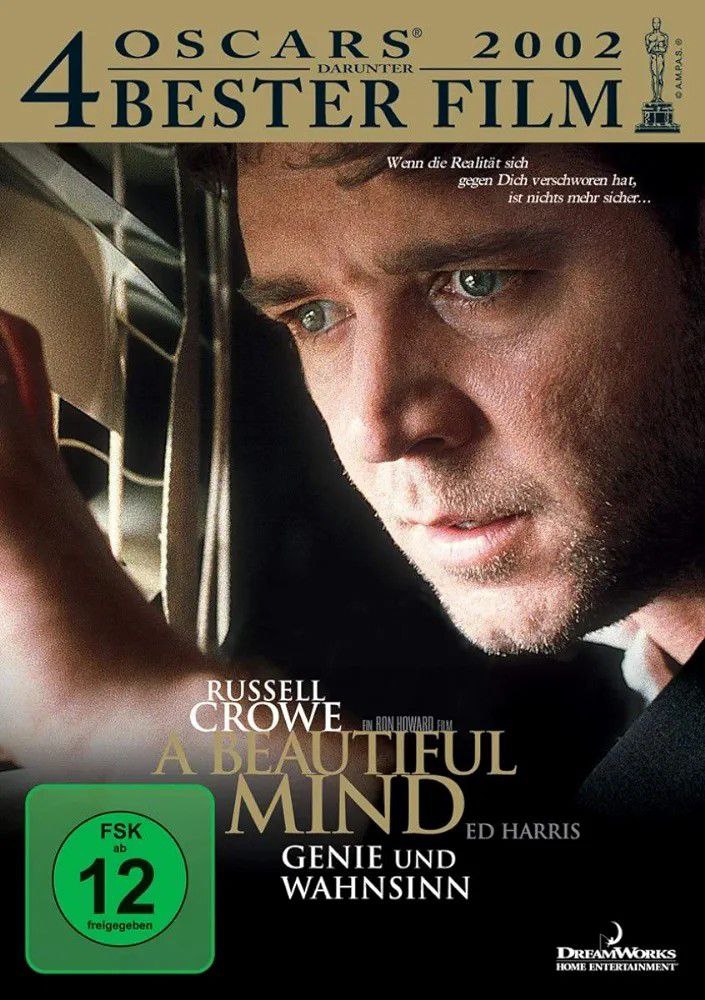 4 OSCARS® 2002
DARUNTER
BESTER FILM
© A.M.P.A.S. ®
Wenn die Realität sich
gegen Dich verschworen hat,
ist nichts mehr sicher...
RUSSELL
CROWE
EIN RON HOWARD FILM
A BEAUTIFUL
MIND
ED HARRIS
GENIE UND
WAHNSINN
FSK
ab
12
freigegeben
DREAMWORKS
HOME ENTERTAINMENT™